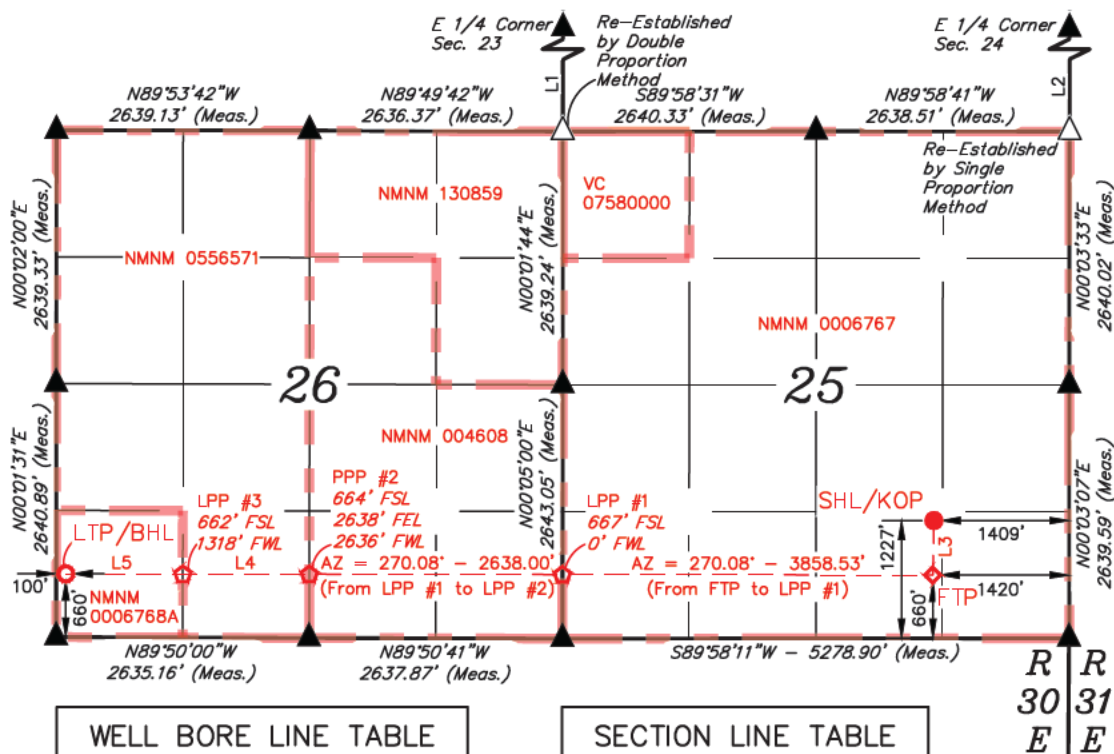 E 1/4 Corner
Sec. 23
Re-Established
by Double
Proportion
Method
E 1/4 Corner
Sec. 24
L1
L2
N89°53'42"W
2639.13' (Meas.)
N89°49'42"W
2636.37' (Meas.)
S89°58'31"W
2640.33' (Meas.)
N89°58'41"W
2638.51' (Meas.)
Re-Established
by Single
Proportion
Method
NMNM 130859
VC
07580000
N00°02'00"E
2639.33' (Meas.)
NMNM 0556571
N00°01'44"E
2639.24' (Meas.)
N00°03'33"E
2640.02' (Meas.)
NMNM 0006767
26
25
NMNM 004608
N00°01'31"E
2640.89' (Meas.)
N00°05'00"E
2643.05' (Meas.)
N00°03'07"E
2639.59' (Meas.)
LTP/BHL
LPP #3
662' FSL
1318' FWL
PPP #2
664' FSL
2638' FEL
2636' FWL
LPP #1
667' FSL
0' FWL
SHL/KOP
1409'
1227'
L3
L5
L4
AZ = 270.08° - 2638.00'
(From LPP #1 to LPP #2)
AZ = 270.08° - 3858.53'
(From FTP to LPP #1)
FTP
1420'
100'
660'
NMNM
0006768A
660'
N89°50'00"W
2635.16' (Meas.)
N89°50'41"W
2637.87' (Meas.)
S89°58'11"W - 5278.90' (Meas.)
R R
30 31
E E
WELL BORE LINE TABLE
SECTION LINE TABLE